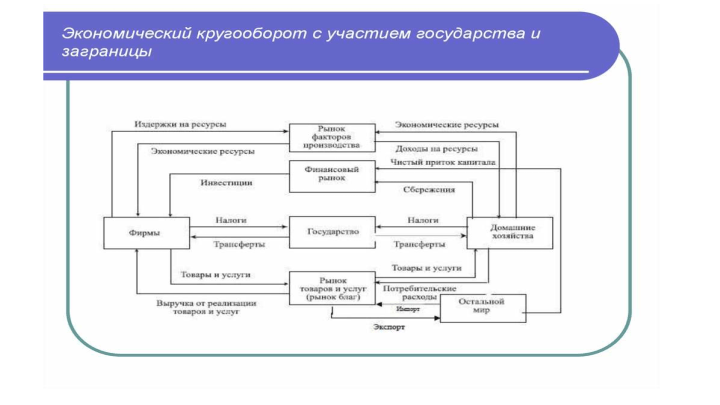 Экономический кругооборот с участием государства и
заграницы
Издержки на ресурсы
Экономические ресурсы
Рынок
факторов
производства
Экономические ресурсы
Доходы на ресурсы
Чистый приток капитала
Финансовый
рынок
Инвестиции
Сбережения
Фирмы
Налоги
Трансферты
Государство
Налоги
Трансферты
Домашние
хозяйства
Товары и услуги
Выручка от реализации
товаров и услуг
Рынок
товаров и услуг
(рынок благ)
Товары и услуги
Потребительские
расходы
Импорт
Экспорт
Остальной
мир